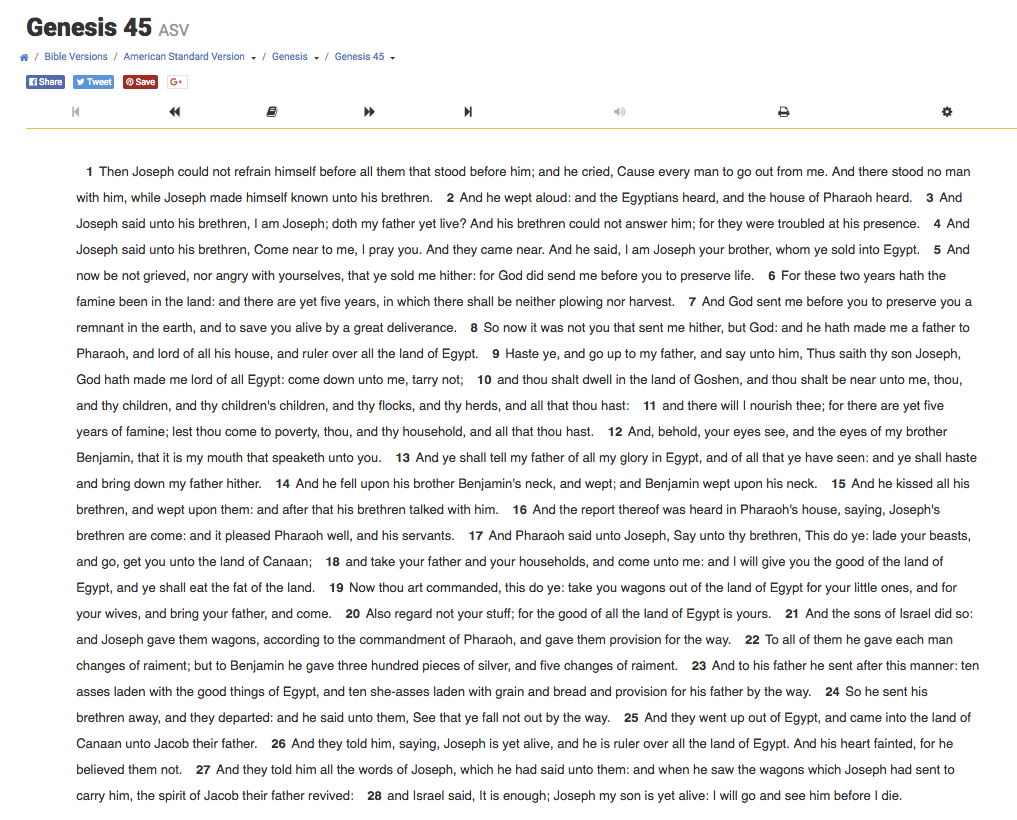 Genesis 45 ASV
/ Bible Versions / American Standard Version / Genesis / Genesis 45
Share Tweet Save G+
1 Then Joseph could not refrain himself before all them that stood before him; and he cried, Cause every man to go out from me. And there stood no man
with him, while Joseph made himself known unto his brethren. 2 And he wept aloud: and the Egyptians heard, and the house of Pharaoh heard. 3 And
Joseph said unto his brethren, I am Joseph; doth my father yet live? And his brethren could not answer him; for they were troubled at his presence. 4 And
Joseph said unto his brethren, Come near to me, I pray you. And they came near. And he said, I am Joseph your brother, whom ye sold into Egypt. 5 And
now be not grieved, nor angry with yourselves, that ye sold me hither: for God did send me before you to preserve life. 6 For these two years hath the
famine been in the land: and there are yet five years, in which there shall be neither plowing nor harvest. 7 And God sent me before you to preserve you a
remnant in the earth, and to save you alive by a great deliverance. 8 So now it was not you that sent me hither, but God: and he hath made me a father to
Pharaoh, and lord of all his house, and ruler over all the land of Egypt. 9 Haste ye, and go up to my father, and say unto him, Thus saith thy son Joseph,
God hath made me lord of all Egypt: come down unto me, tarry not; 10 and thou shalt dwell in the land of Goshen, and thou shalt be near unto me, thou,
and thy children, and thy children's children, and thy flocks, and thy herds, and all that thou hast: 11 and there will I nourish thee; for there are yet five
years of famine; lest thou come to poverty, thou, and thy household, and all that thou hast. 12 And, behold, your eyes see, and the eyes of my brother
Benjamin, that it is my mouth that speaketh unto you. 13 And ye shall tell my father of all my glory in Egypt, and of all that ye have seen: and ye shall haste
and bring down my father hither. 14 And he fell upon his brother Benjamin's neck, and wept; and Benjamin wept upon his neck. 15 And he kissed all his
brethren, and wept upon them: and after that his brethren talked with him. 16 And the report thereof was heard in Pharaoh's house, saying, Joseph's
brethren are come: and it pleased Pharaoh well, and his servants. 17 And Pharaoh said unto Joseph, Say unto thy brethren, This do ye: lade your beasts,
and go, get you unto the land of Canaan; 18 and take your father and your households, and come unto me: and I will give you the good of the land of
Egypt, and ye shall eat the fat of the land. 19 Now thou art commanded, this do ye: take you wagons out of the land of Egypt for your little ones, and for
your wives, and bring your father, and come. 20 Also regard not your stuff; for the good of all the land of Egypt is yours. 21 And the sons of Israel did so:
and Joseph gave them wagons, according to the commandment of Pharaoh, and gave them provision for the way. 22 To all of them he gave each man
changes of raiment; but to Benjamin he gave three hundred pieces of silver, and five changes of raiment. 23 And to his father he sent after this manner: ten
asses laden with the good things of Egypt, and ten she-asses laden with grain and bread and provision for his father by the way. 24 So he sent his
brethren away, and they departed: and he said unto them, See that ye fall not out by the way. 25 And they went up out of Egypt, and came into the land of
Canaan unto Jacob their father. 26 And they told him, saying, Joseph is yet alive, and he is ruler over all the land of Egypt. And his heart fainted, for he
believed them not. 27 And they told him all the words of Joseph, which he had said unto them: and when he saw the wagons which Joseph had sent to
carry him, the spirit of Jacob their father revived: 28 and Israel said, It is enough; Joseph my son is yet alive: I will go and see him before I die.